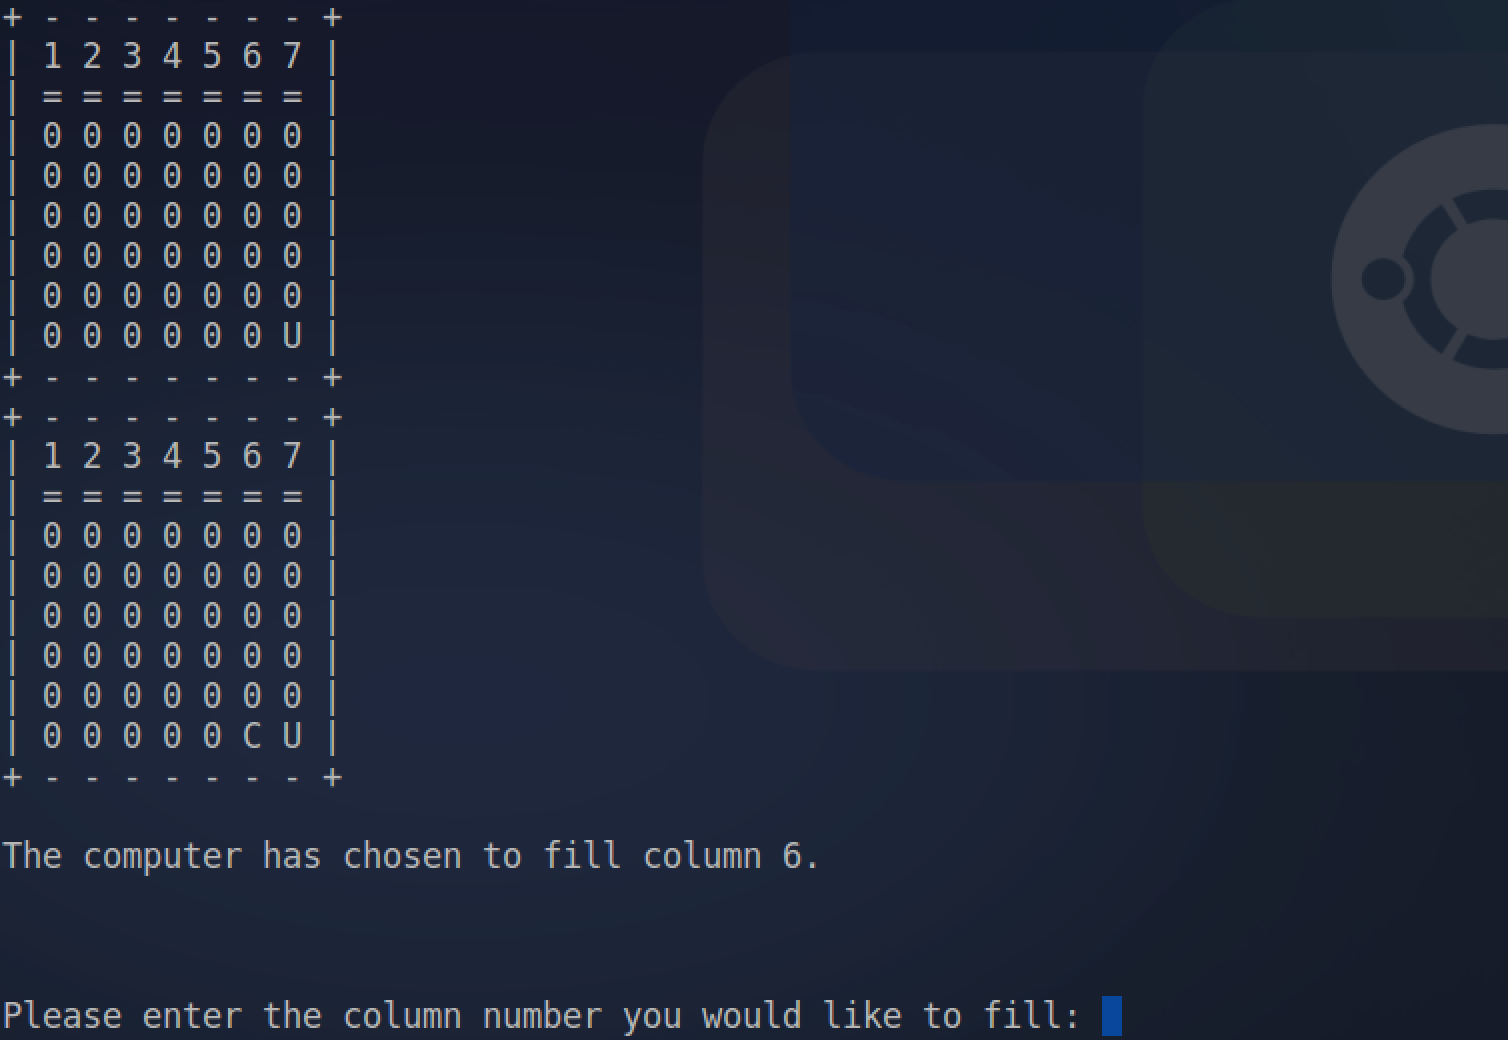 + - - - - - - - +
| 1 2 3 4 5 6 7 |
| = = = = = = = |
| 0 0 0 0 0 0 0 |
| 0 0 0 0 0 0 0 |
| 0 0 0 0 0 0 0 |
| 0 0 0 0 0 0 0 |
| 0 0 0 0 0 0 0 |
| 0 0 0 0 0 0 U |
+ - - - - - - - +
+ - - - - - - - +
| 1 2 3 4 5 6 7 |
| = = = = = = = |
| 0 0 0 0 0 0 0 |
| 0 0 0 0 0 0 0 |
| 0 0 0 0 0 0 0 |
| 0 0 0 0 0 0 0 |
| 0 0 0 0 0 0 0 |
| 0 0 0 0 0 C U |
+ - - - - - - - +
The computer has chosen to fill column 6.
Please enter the column number you would like to fill: